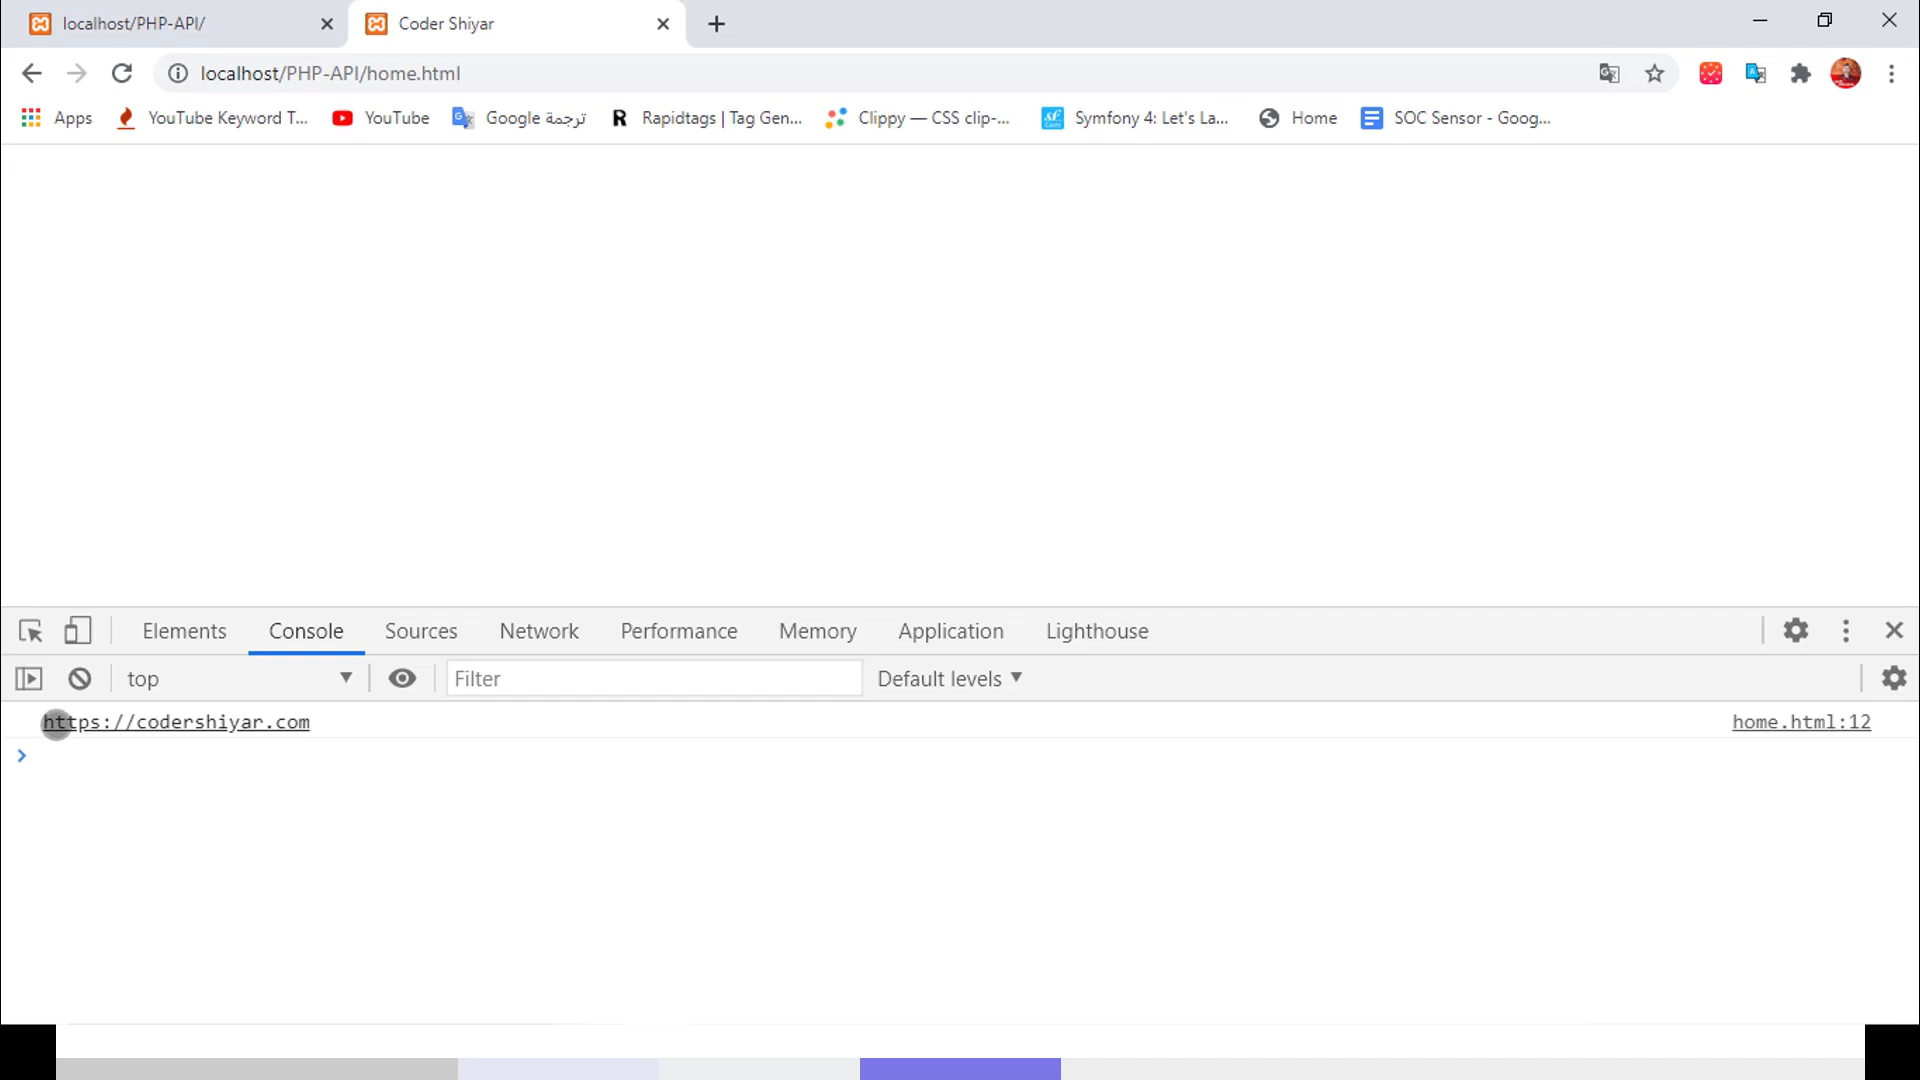 localhost/PHP-API/
Coder Shiyar
localhost/PHP-API/home.html
Apps
YouTube Keyword T...
YouTube
Google ترجمة
R Rapidtags | Tag Gen...
Clippy — CSS clip-...
Symfony 4: Let's La...
Home
SOC Sensor - Goog...
Elements Console Sources Network Performance Memory Application Lighthouse
top Filter Default levels
https://codershiyar.com home.html:12